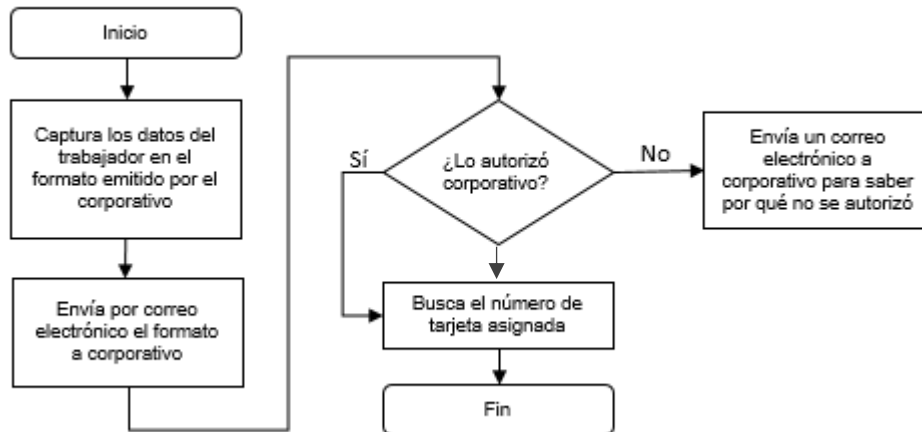 Inicio
Captura los datos del
trabajador en el
formato emitido por el
corporativo
Envía por correo
electrónico el formato
a corporativo
¿Lo autorizó
corporativo?
Sí
No
Envía un correo
electrónico a
corporativo para saber
por qué no se autorizó
Busca el número de
tarjeta asignada
Fin